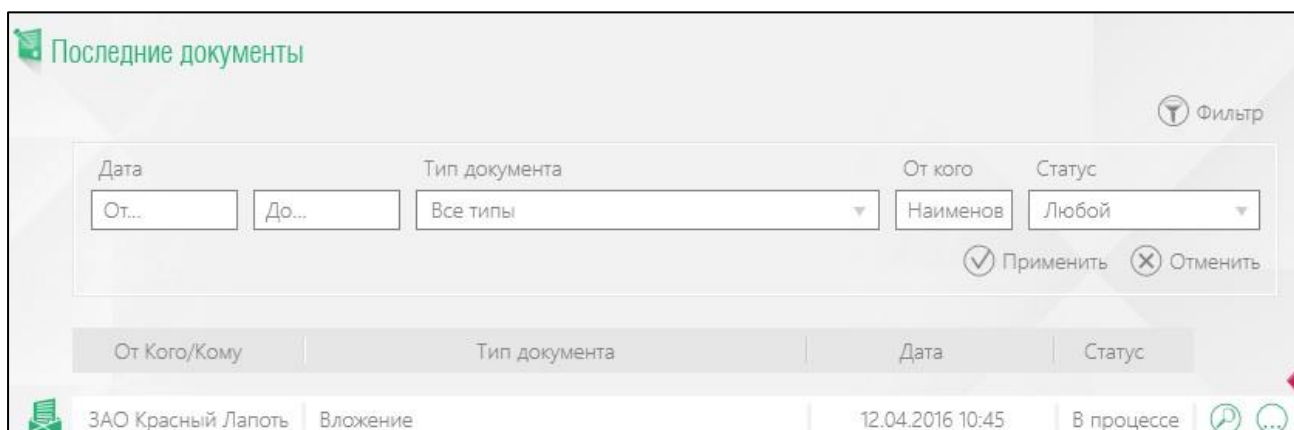 Последние документы
Фильтр
Дата Тип документа От кого Статус
От... До... Все типы Наименов Любой
Применить Отменить
От Кого/Кому Тип документа Дата Статус
ЗАО Красный Лапоть Вложение 12.04.2016 10:45 В процессе